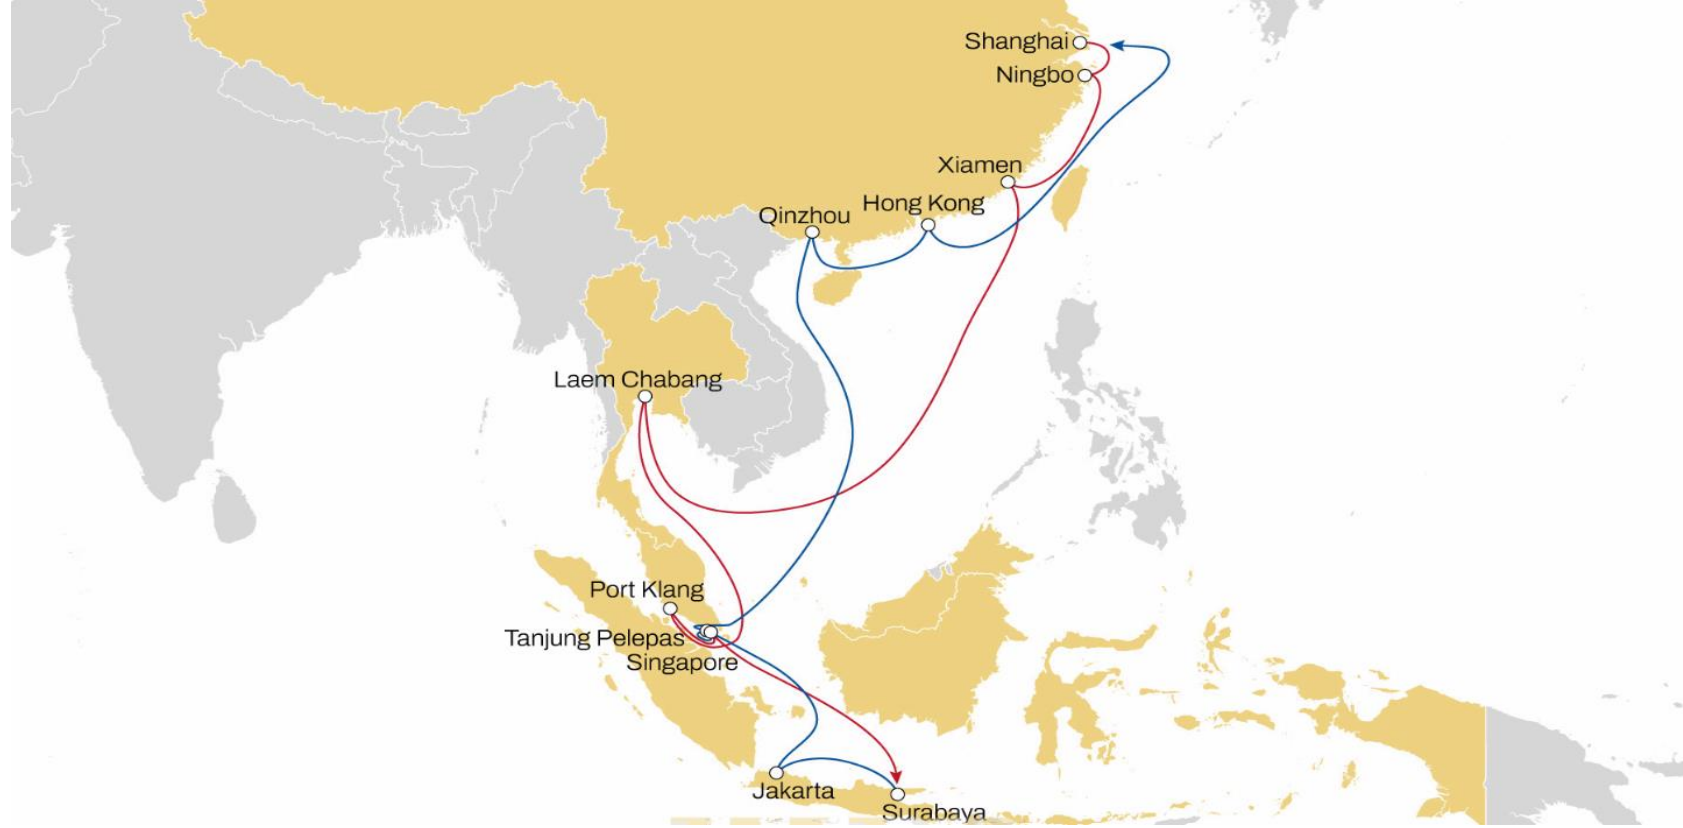 Shanghai
Ningbo
Xiamen
Hong Kong
Qinzhou
Laem Chabang
Port Klang
Tanjung Pelepas
Singapore
Jakarta
Surabaya